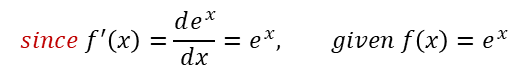 since f′(x) = de^x/dx = e^x, given f(x) = e^x